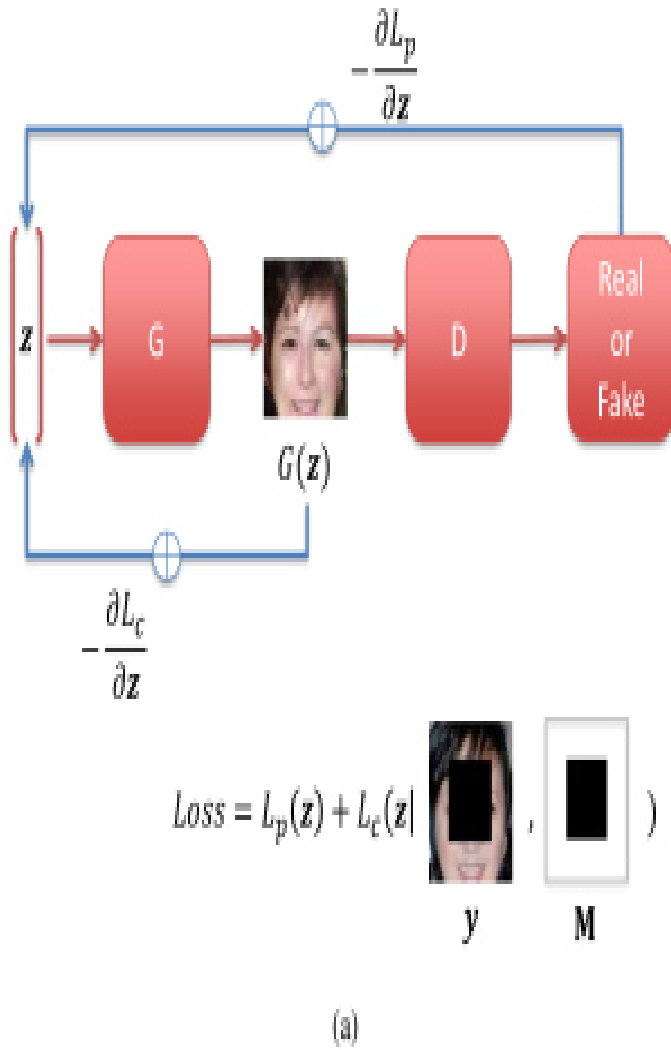 − ∂L_p / ∂z
z
G
D
Real
or
Fake
G(z)
− ∂L_c / ∂z
Loss = L_p(z) + L_c(z| , )
y
M
(a)